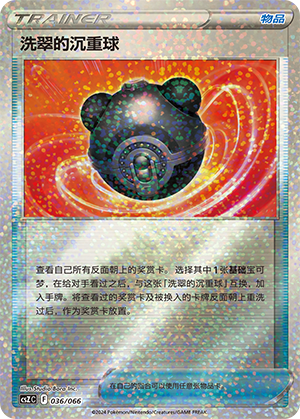 TRAINER
物品
洗翠的沉重球
查看自己所有反面朝上的奖赏卡。选择其中1张基础宝可
梦,在给对手看过之后,与这张「洗翠的沉重球」互换,加
入手牌。将查看过的奖赏卡及被换入的卡牌反面朝上重洗
过后,作为奖赏卡放置。
Illus. Studio Bora Inc.
在自己的回合可以使用任意张物品卡。
csZC F 036/066
©2024 Pokémon/Nintendo/Creatures/GAME FREAK